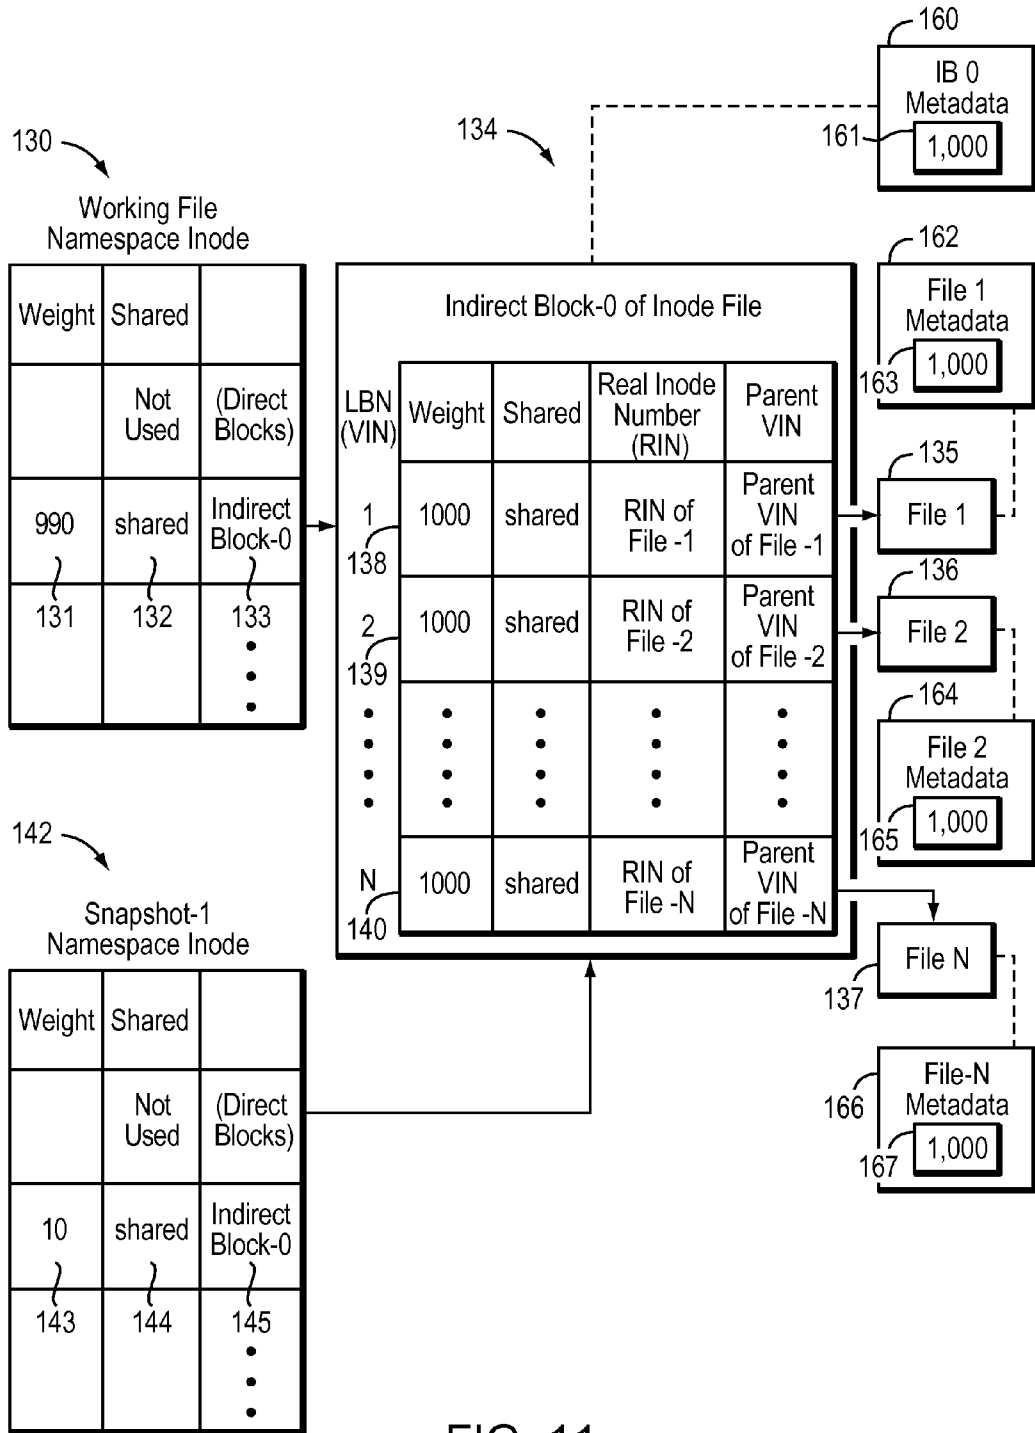 160
IB 0
Metadata
161
1,000
134
130
Working File
Namespace Inode
Weight
Shared
Not
Used
(Direct
Blocks)
990
shared
Indirect
Block-0
131
132
133
Indirect Block-0 of Inode File
LBN
(VIN)
Weight
Shared
Real Inode
Number
(RIN)
Parent
VIN
1
138
1000
shared
RIN of
File -1
Parent
VIN
of File -1
2
139
1000
shared
RIN of
File -2
Parent
VIN
of File -2
N
140
1000
shared
RIN of
File -N
Parent
VIN
of File -N
162
File 1
Metadata
163
1,000
135
File 1
136
File 2
164
File 2
Metadata
165
1,000
File N
137
File-N
166
Metadata
167
1,000
142
Snapshot-1
Namespace Inode
Weight
Shared
Not
Used
(Direct
Blocks)
10
shared
Indirect
Block-0
143
144
145
FIG. 11